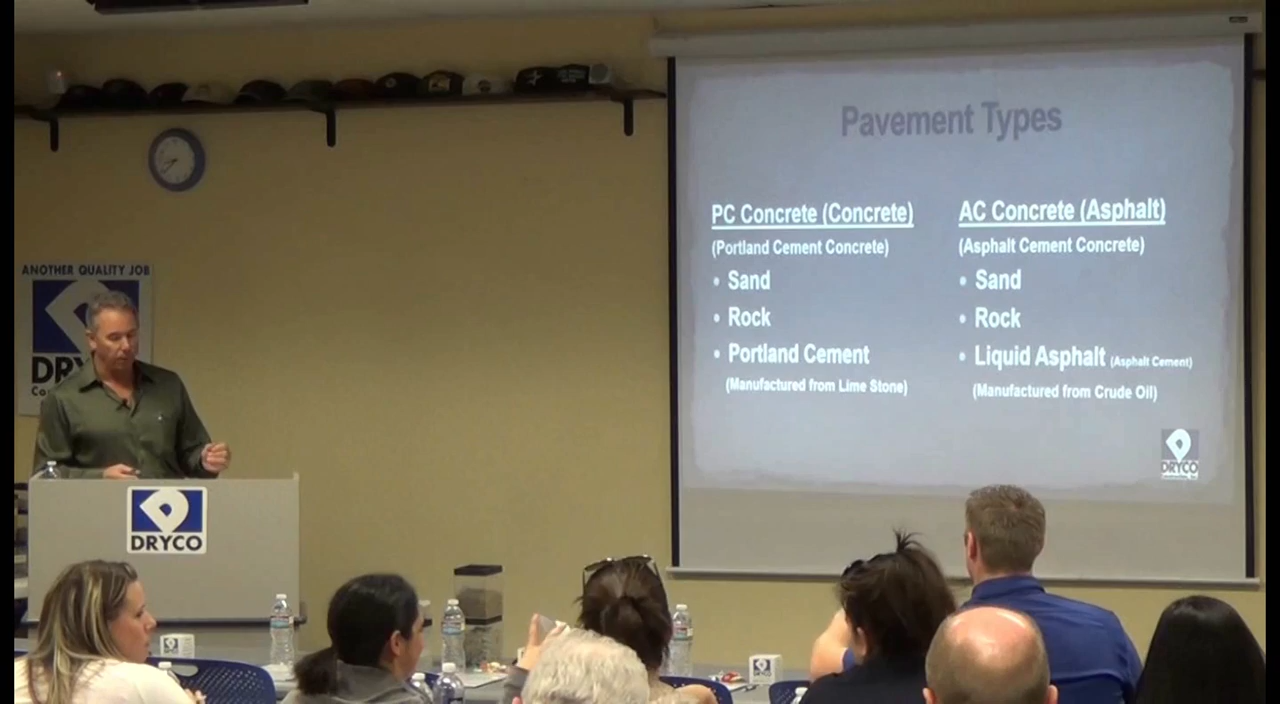 Pavement Types
PC Concrete (Concrete)
(Portland Cement Concrete)
• Sand
• Rock
• Portland Cement
(Manufactured from Lime Stone)
AC Concrete (Asphalt)
(Asphalt Cement Concrete)
• Sand
• Rock
• Liquid Asphalt (Asphalt Cement)
(Manufactured from Crude Oil)
DRYCO
ANOTHER QUALITY JOB
DRY
DRYCO